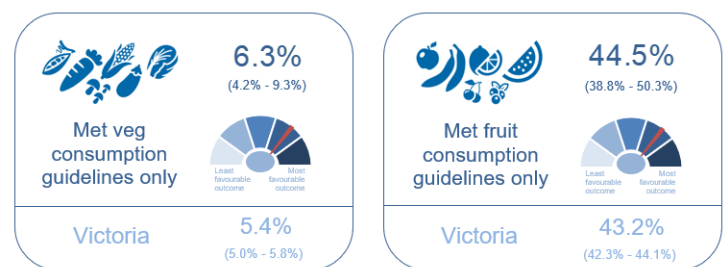 6.3%
(4.2% - 9.3%)
Met veg
consumption
guidelines only
Least
favourable
outcome
Most
favourable
outcome
Victoria
5.4%
(5.0% - 5.8%)
44.5%
(38.8% - 50.3%)
Met fruit
consumption
guidelines only
Least
favourable
outcome
Most
favourable
outcome
Victoria
43.2%
(42.3% - 44.1%)